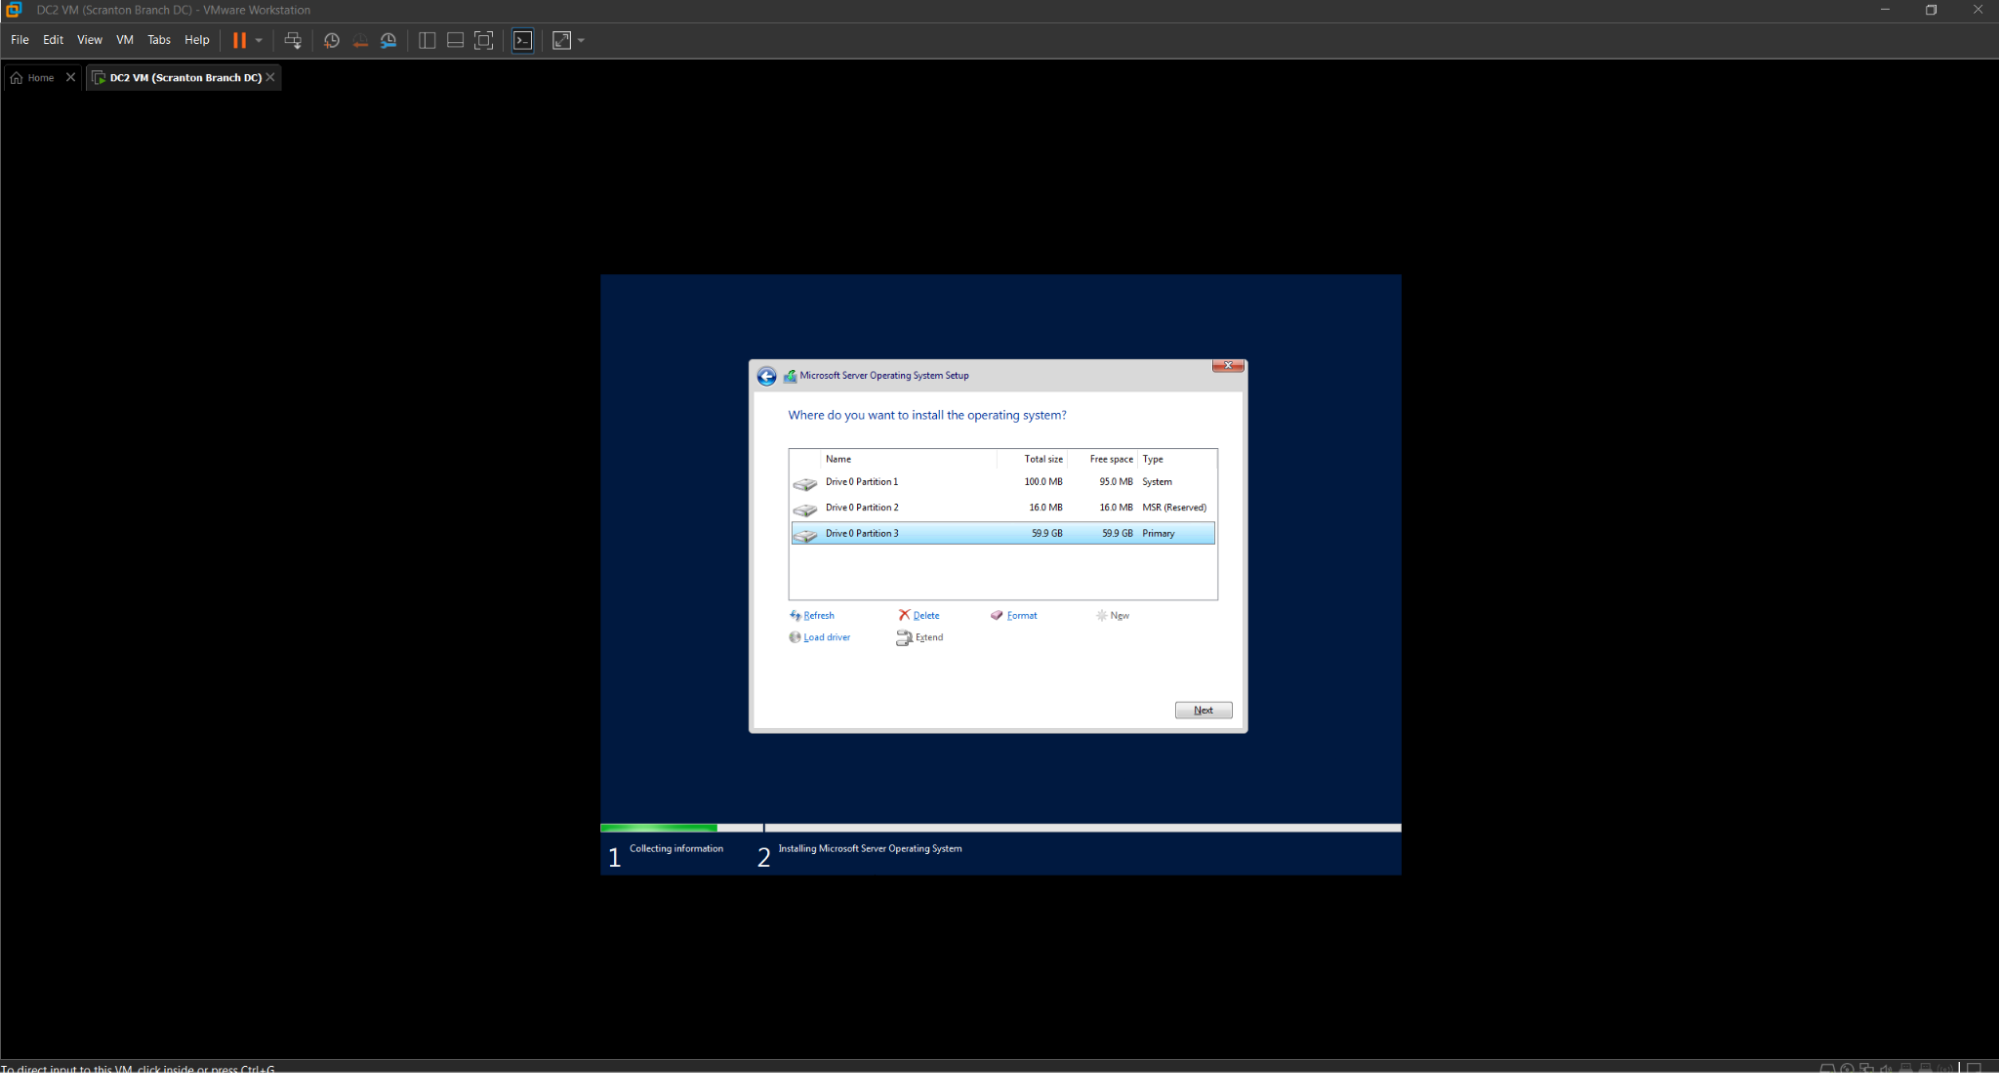 DC2 VM (Scranton Branch DC) - VMware Workstation
File Edit View VM Tabs Help
Home DC2 VM (Scranton Branch DC)
Microsoft Server Operating System Setup
Where do you want to install the operating system?
Name Total size Free space Type
Drive 0 Partition 1 100.0 MB 95.0 MB System
Drive 0 Partition 2 16.0 MB 16.0 MB MSR (Reserved)
Drive 0 Partition 3 59.9 GB 59.9 GB Primary
Refresh Delete Format New
Load driver Extend
Next
1 Collecting information 2 Installing Microsoft Server Operating System
To direct input to this VM, click inside or press Ctrl+G.